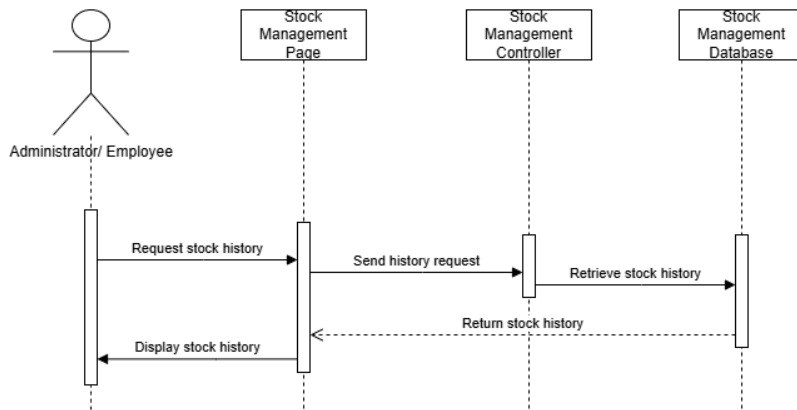 Stock
Management
Page
Stock
Management
Controller
Stock
Management
Database
Administrator/ Employee
Request stock history
Send history request
Retrieve stock history
Return stock history
Display stock history